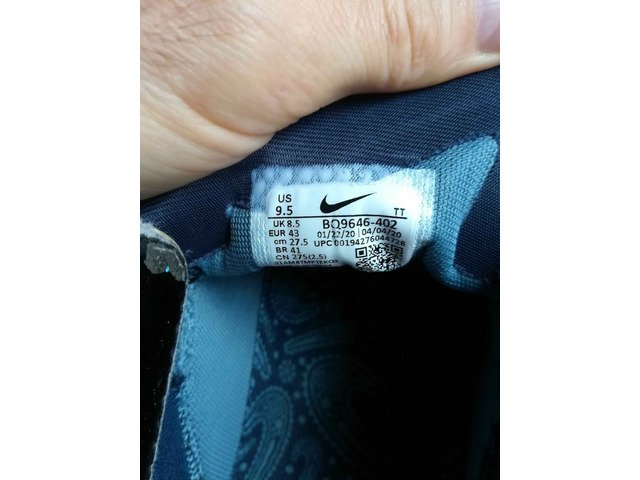 US
9.5
TT
UK 8.5
BQ9646-402
EUR 43
01/22/20 04/04/20
cm 27.5
UPC 00194276044728
BR 41
CN 275(2.5)